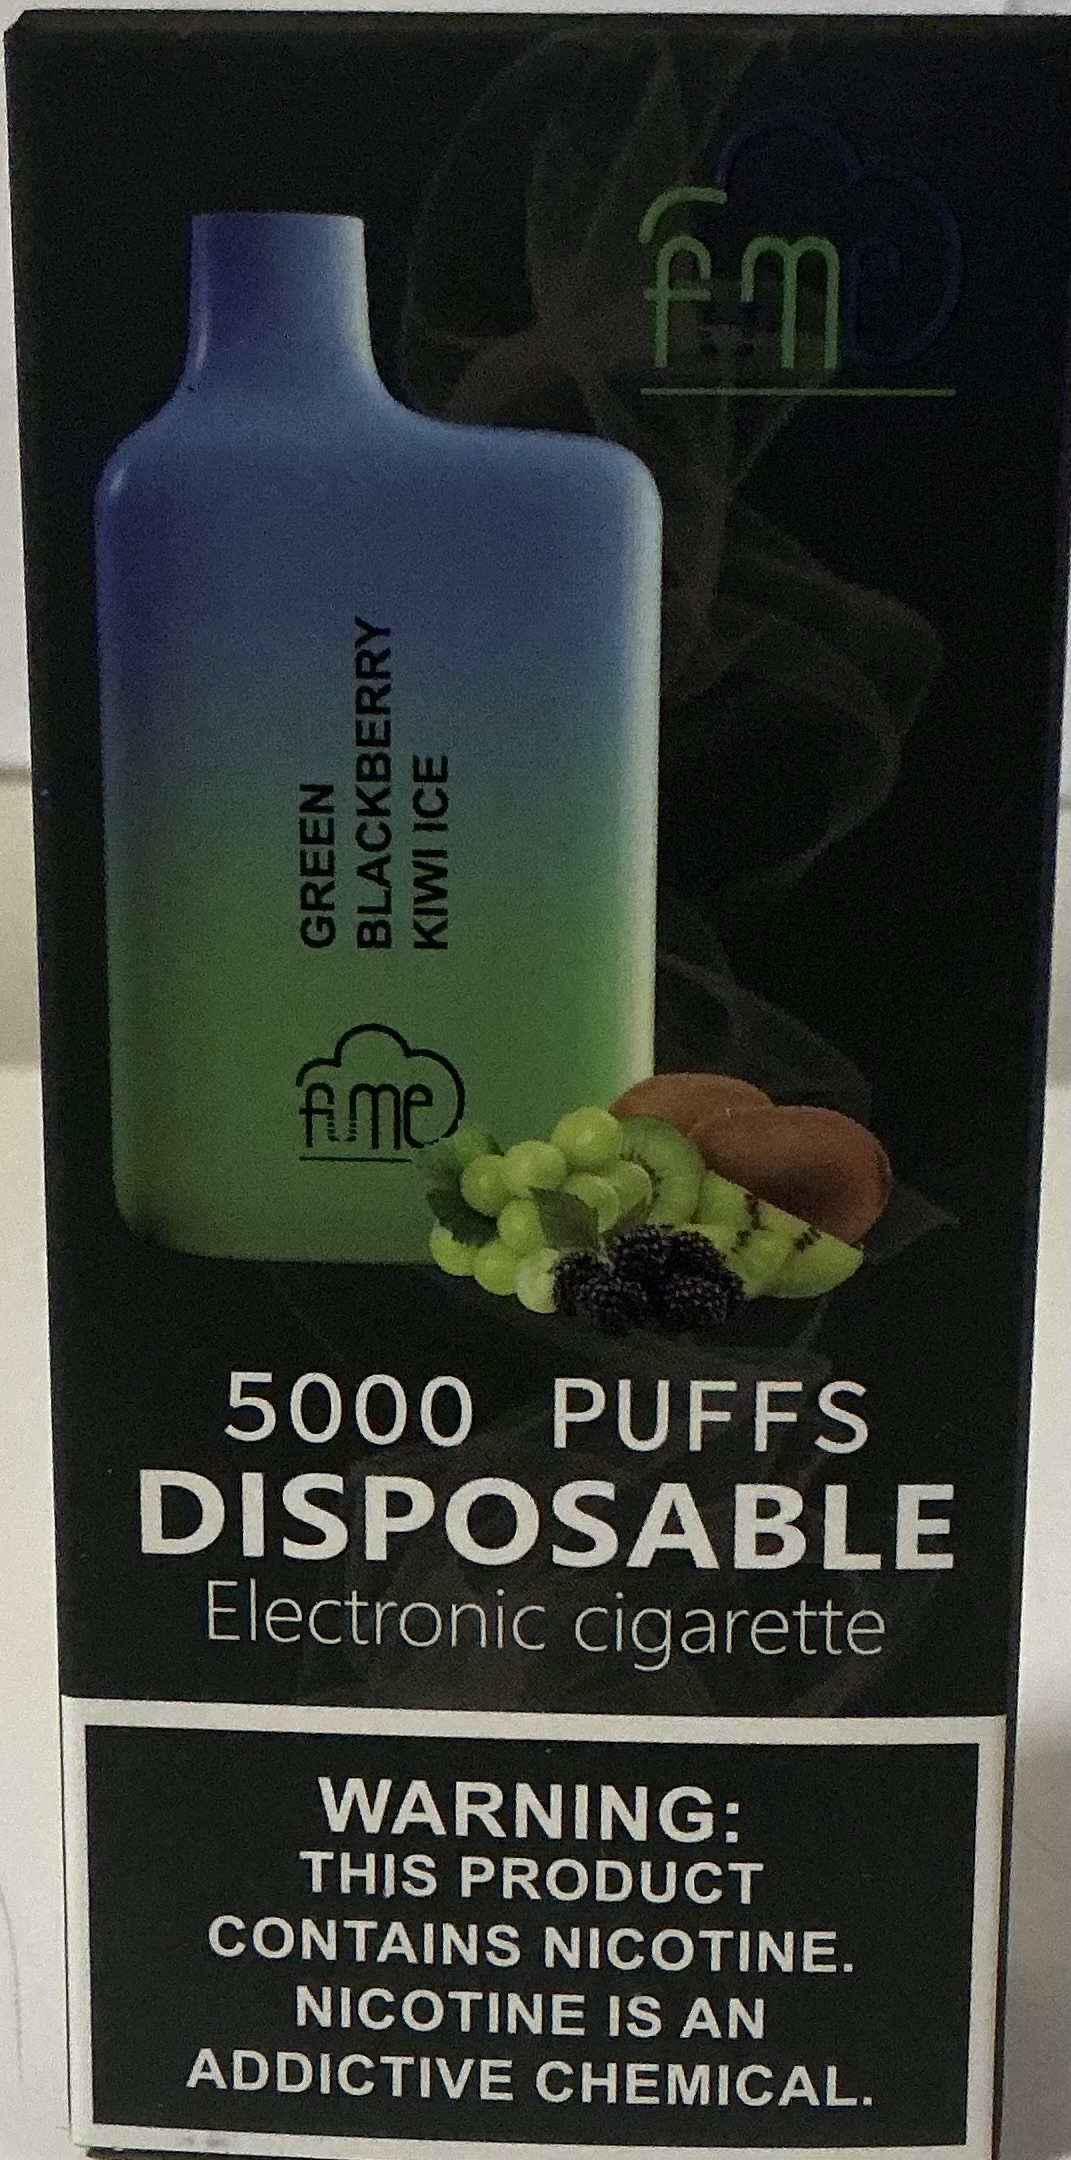 fume
GREEN
BLACKBERRY
KIWI ICE
fume
5000 PUFFS
DISPOSABLE
Electronic cigarette
WARNING:
THIS PRODUCT
CONTAINS NICOTINE.
NICOTINE IS AN
ADDICTIVE CHEMICAL.